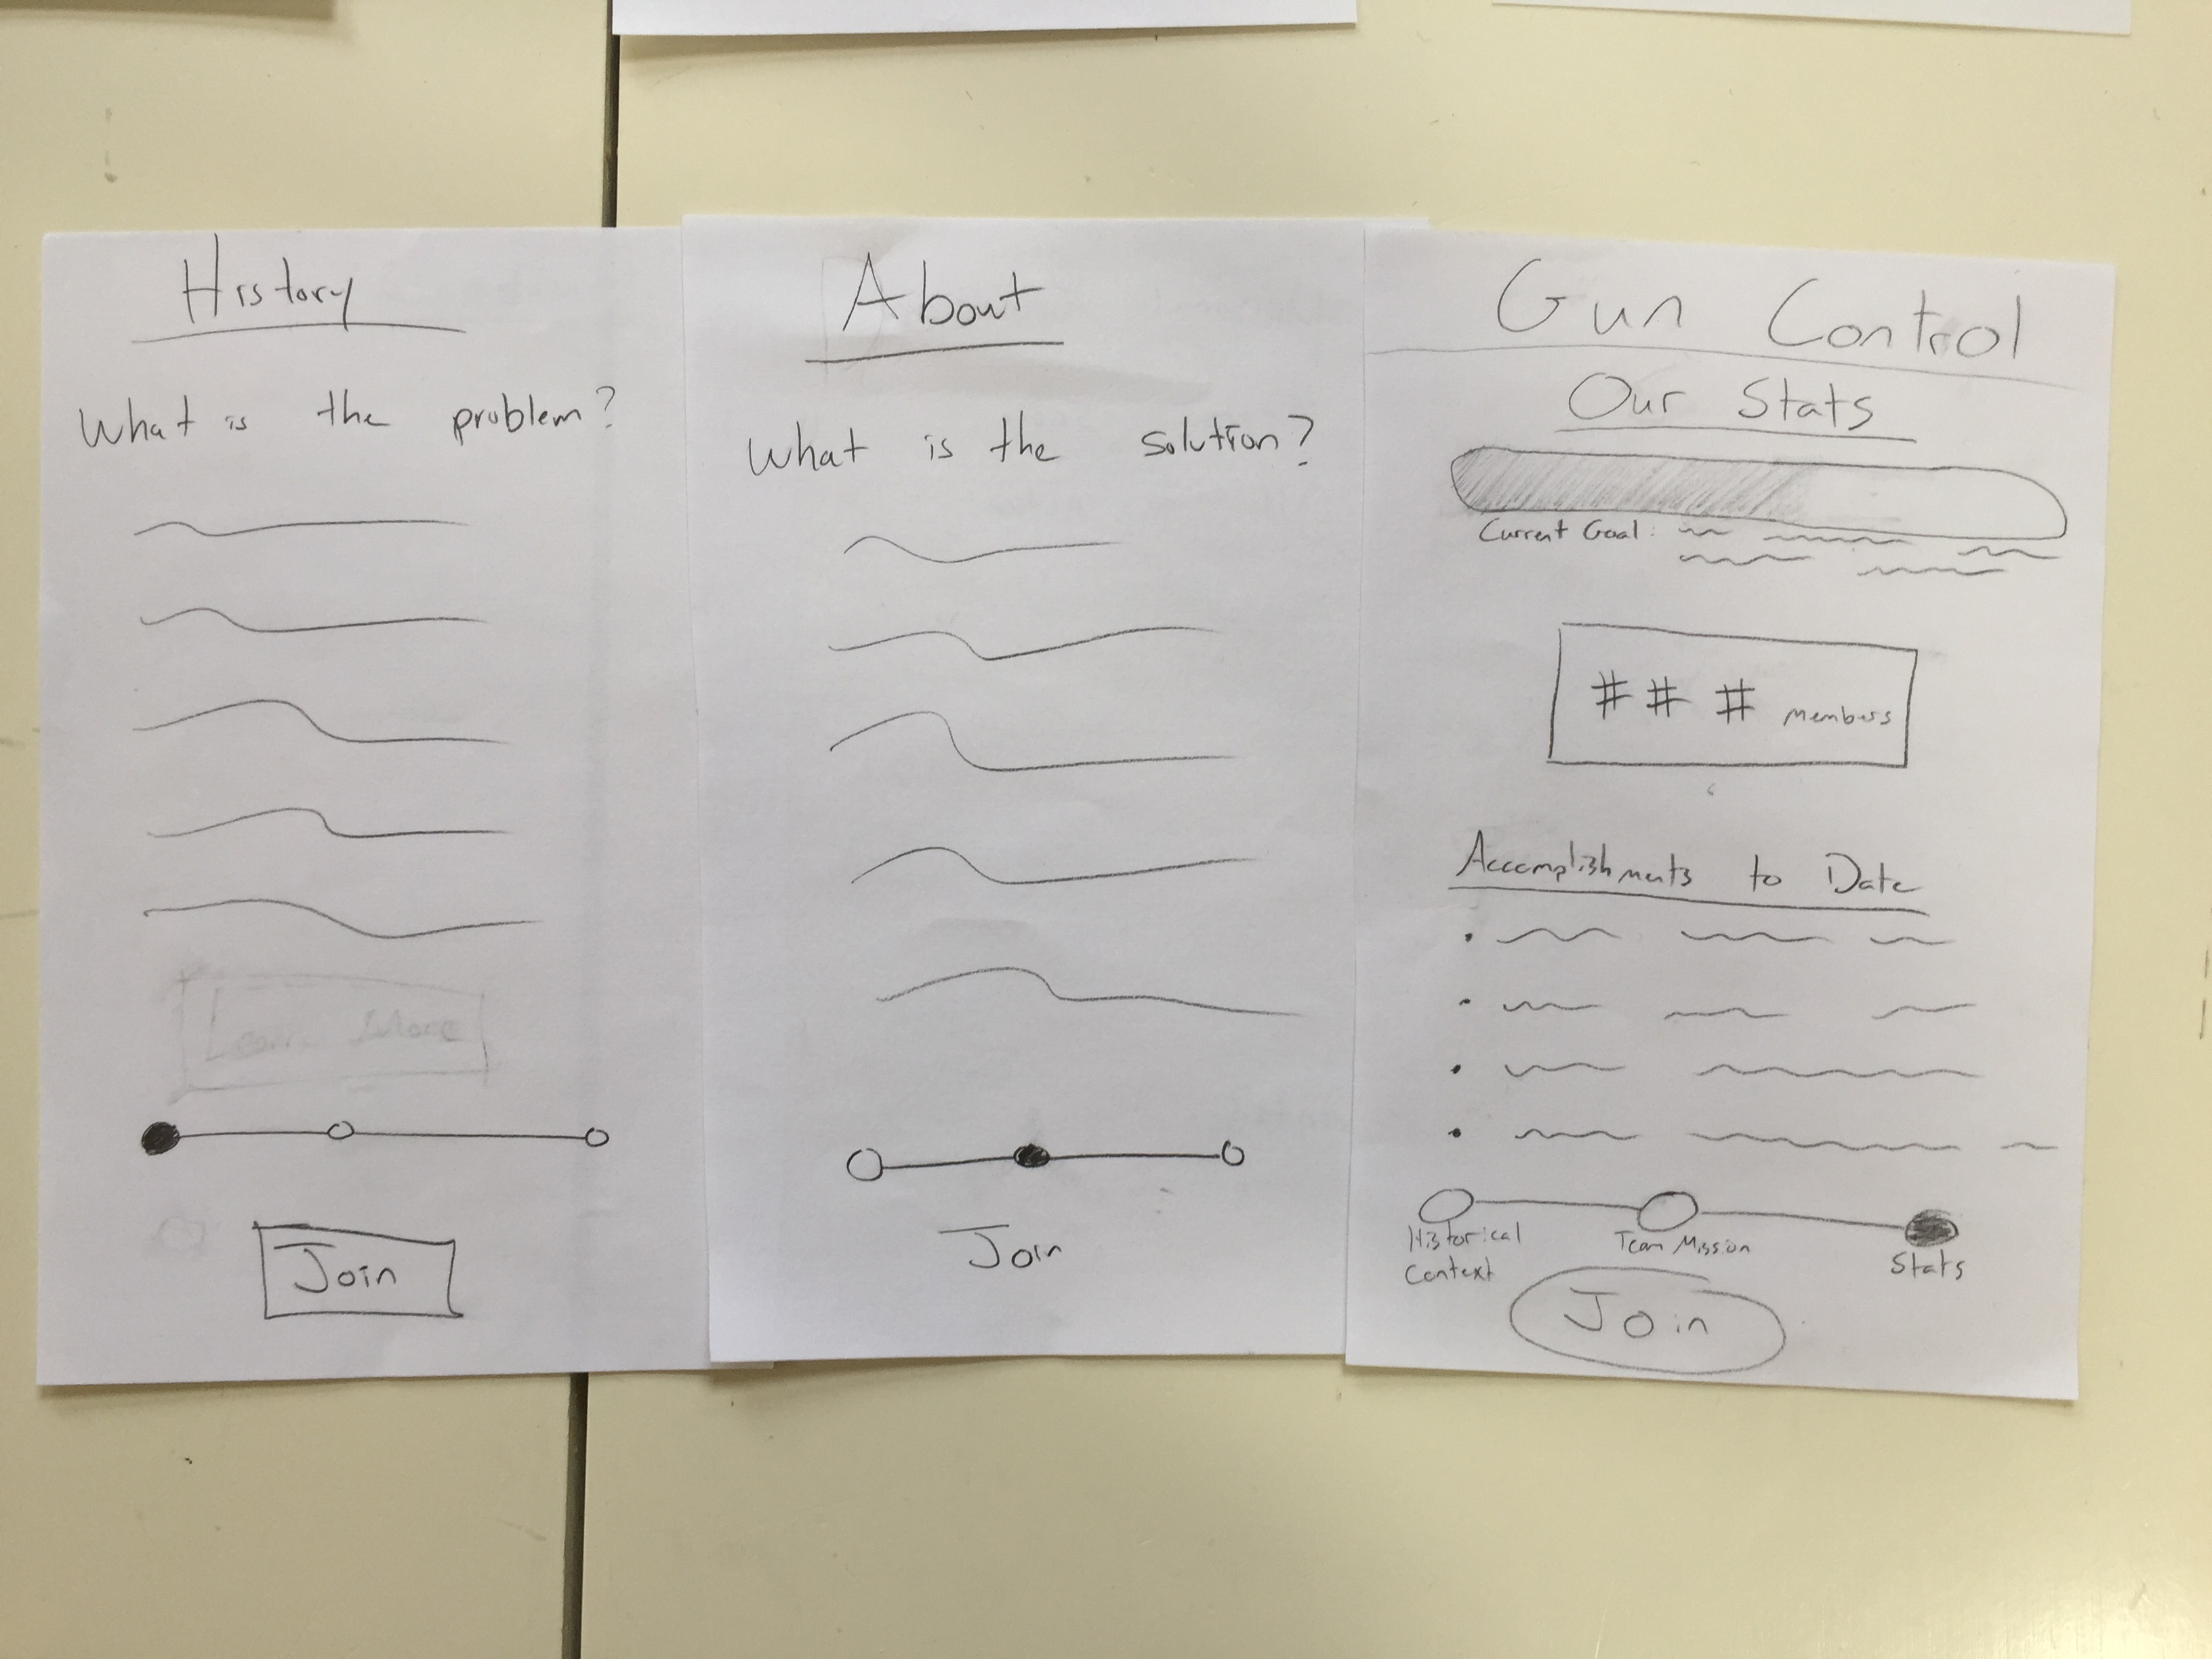 History
What is the problem?
Learn More
Join
About
What is the solution?
Join
Gun Control
Our Stats
Current Goal:
# # # members
Accomplishments to Date
Historical Context
Team Mission
Stats
Join